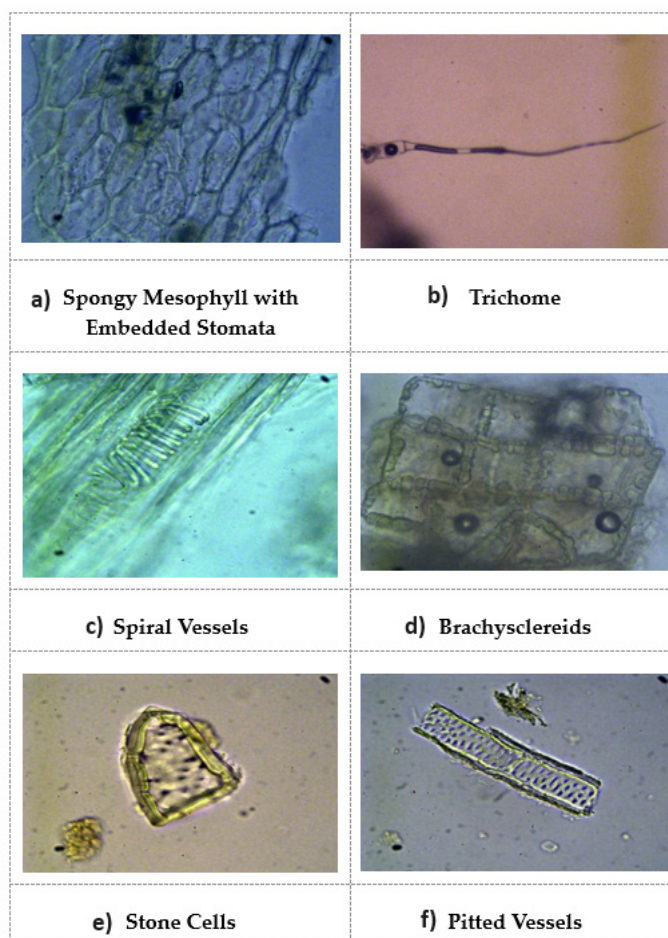 a) Spongy Mesophyll with
Embedded Stomata
b) Trichome
c) Spiral Vessels
d) Brachysclereids
e) Stone Cells
f) Pitted Vessels